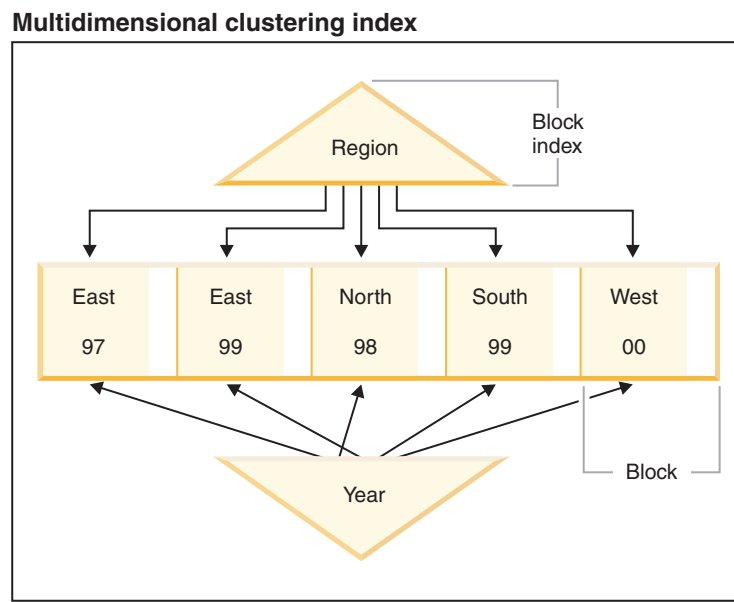 Multidimensional clustering index
Region
Block
index
East East North South West
97 99 98 99 00
Block
Year